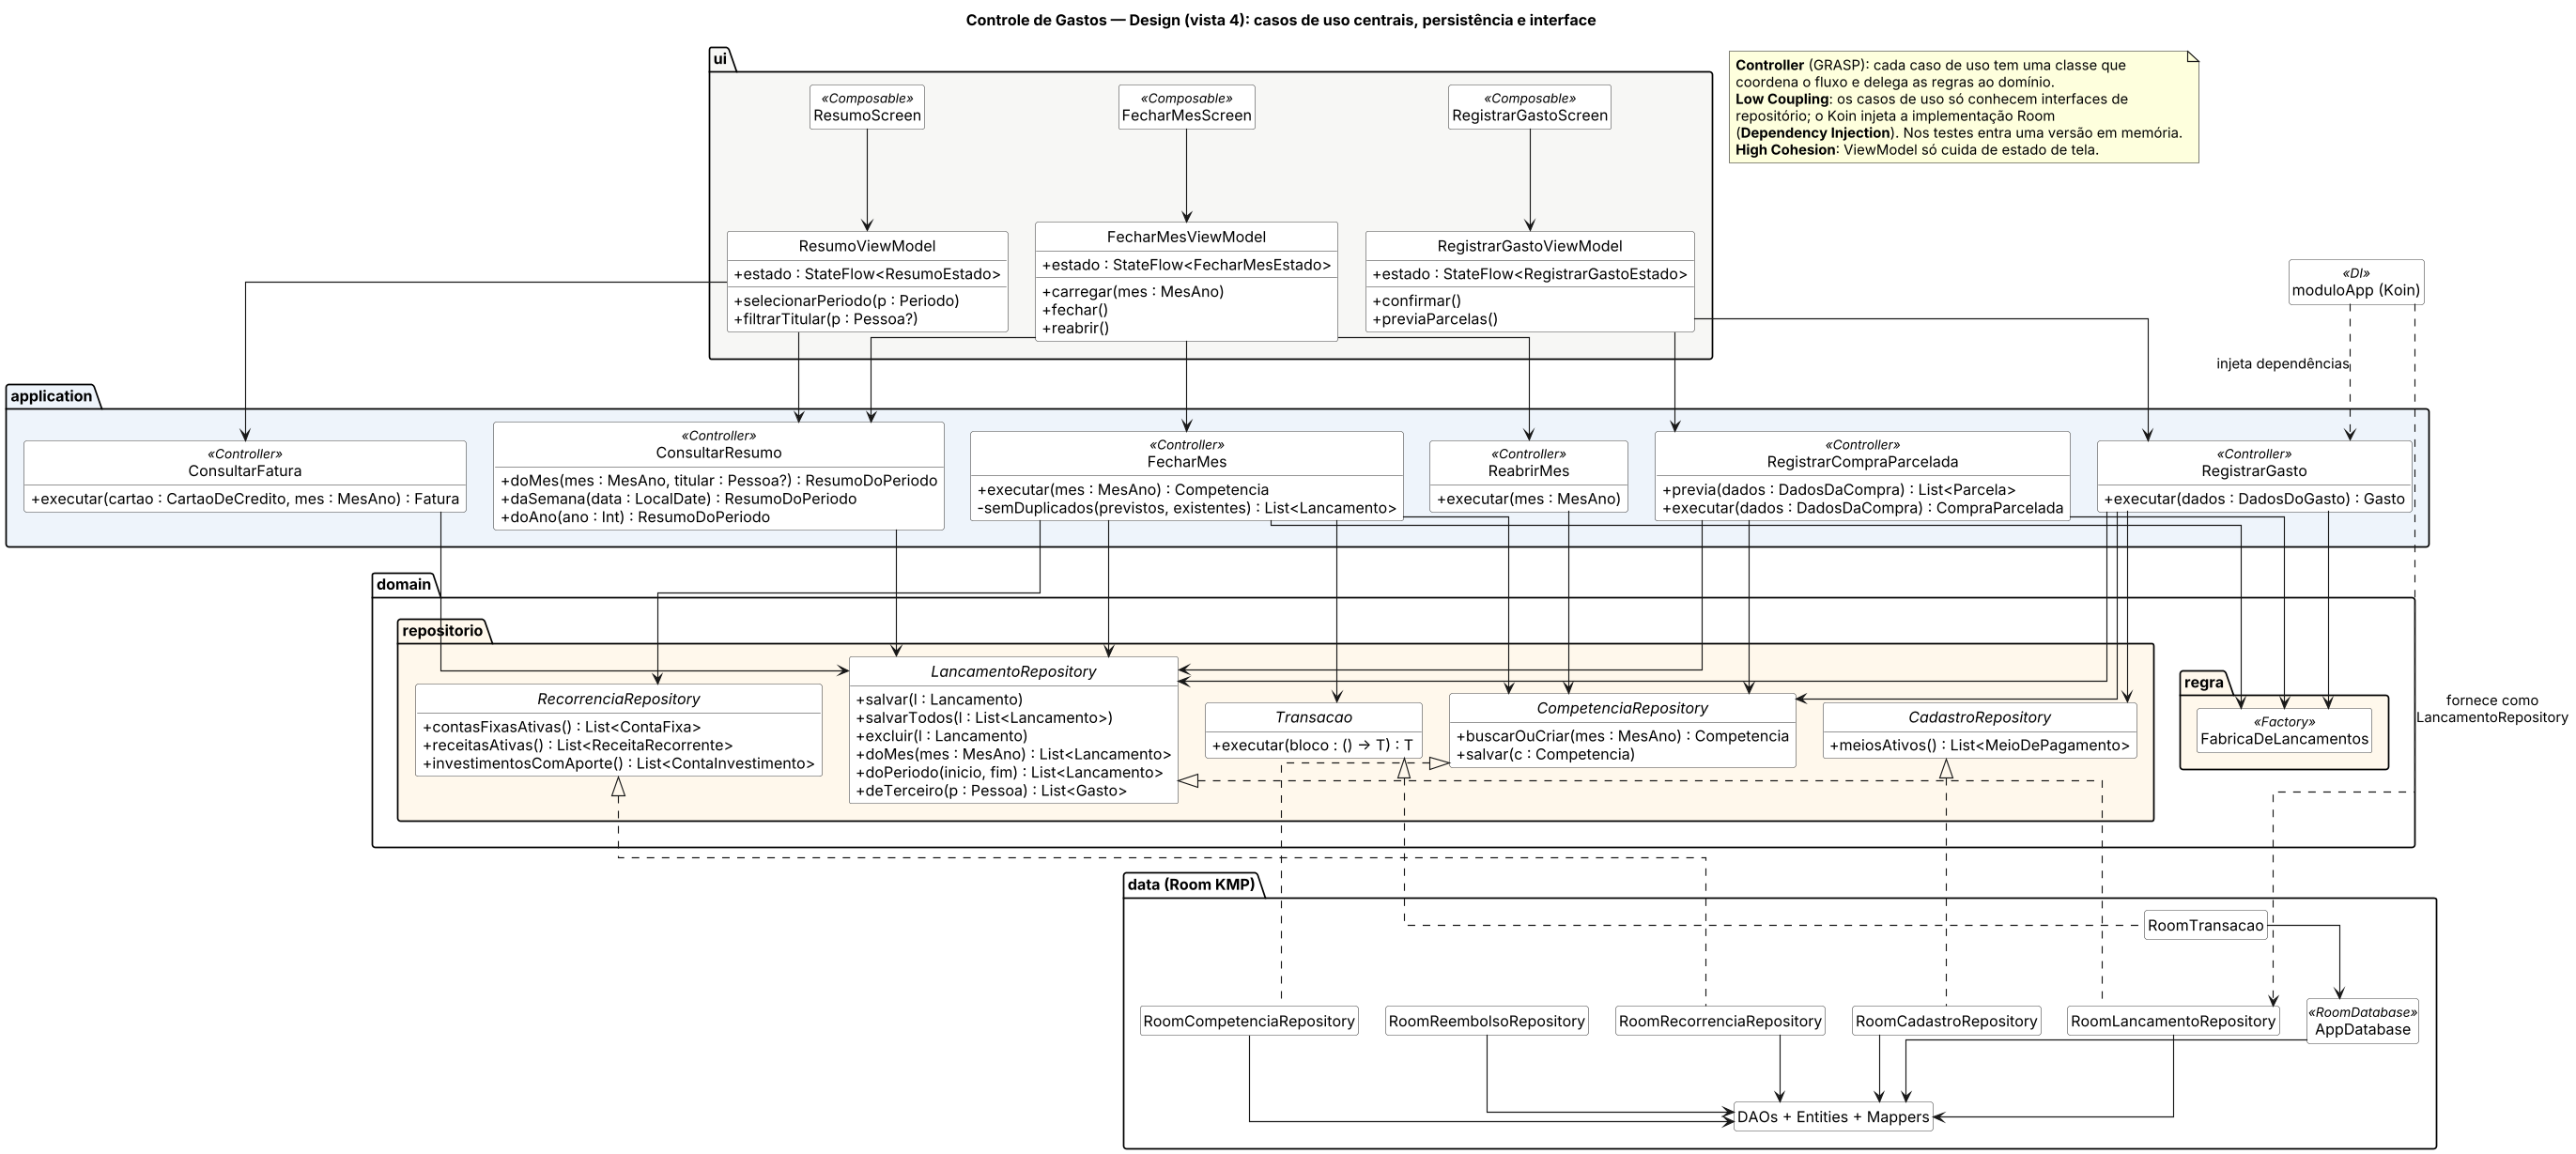 Controle de Gastos — Design (vista 4): casos de uso centrais, persistência e interface
ui
«Composable»
ResumoScreen
«Composable»
FecharMesScreen
«Composable»
RegistrarGastoScreen
Controller (GRASP): cada caso de uso tem uma classe que
coordena o fluxo e delega as regras ao domínio.
Low Coupling: os casos de uso só conhecem interfaces de
repositório; o Koin injeta a implementação Room
(Dependency Injection). Nos testes entra uma versão em memória.
High Cohesion: ViewModel só cuida de estado de tela.
ResumoViewModel
+estado : StateFlow<ResumoEstado>
+selecionarPeriodo(p : Periodo)
+filtrarTitular(p : Pessoa?)
FecharMesViewModel
+estado : StateFlow<FecharMesEstado>
+carregar(mes : MesAno)
+fechar()
+reabrir()
RegistrarGastoViewModel
+estado : StateFlow<RegistrarGastoEstado>
+confirmar()
+previaParcelas()
«DI»
moduloApp (Koin)
injeta dependências
application
«Controller»
ConsultarFatura
+executar(cartao : CartaoDeCredito, mes : MesAno) : Fatura
«Controller»
ConsultarResumo
+doMes(mes : MesAno, titular : Pessoa?) : ResumoDoPeriodo
+daSemana(data : LocalDate) : ResumoDoPeriodo
+doAno(ano : Int) : ResumoDoPeriodo
«Controller»
FecharMes
+executar(mes : MesAno) : Competencia
-semDuplicados(previstos, existentes) : List<Lancamento>
«Controller»
ReabrirMes
+executar(mes : MesAno)
«Controller»
RegistrarCompraParcelada
+previa(dados : DadosDaCompra) : List<Parcela>
+executar(dados : DadosDaCompra) : CompraParcelada
«Controller»
RegistrarGasto
+executar(dados : DadosDoGasto) : Gasto
domain
repositorio
RecorrenciaRepository
+contasFixasAtivas() : List<ContaFixa>
+receitasAtivas() : List<ReceitaRecorrente>
+investimentosComAporte() : List<ContaInvestimento>
LancamentoRepository
+salvar(l : Lancamento)
+salvarTodos(l : List<Lancamento>)
+excluir(l : Lancamento)
+doMes(mes : MesAno) : List<Lancamento>
+doPeriodo(inicio, fim) : List<Lancamento>
+deTerceiro(p : Pessoa) : List<Gasto>
Transacao
+executar(bloco : () → T) : T
CompetenciaRepository
+buscarOuCriar(mes : MesAno) : Competencia
+salvar(c : Competencia)
CadastroRepository
+meiosAtivos() : List<MeioDePagamento>
regra
«Factory»
FabricaDeLancamentos
fornece como
LancamentoRepository
data (Room KMP)
RoomTransacao
RoomCompetenciaRepository
RoomReembolsoRepository
RoomRecorrenciaRepository
RoomCadastroRepository
RoomLancamentoRepository
«RoomDatabase»
AppDatabase
DAOs + Entities + Mappers